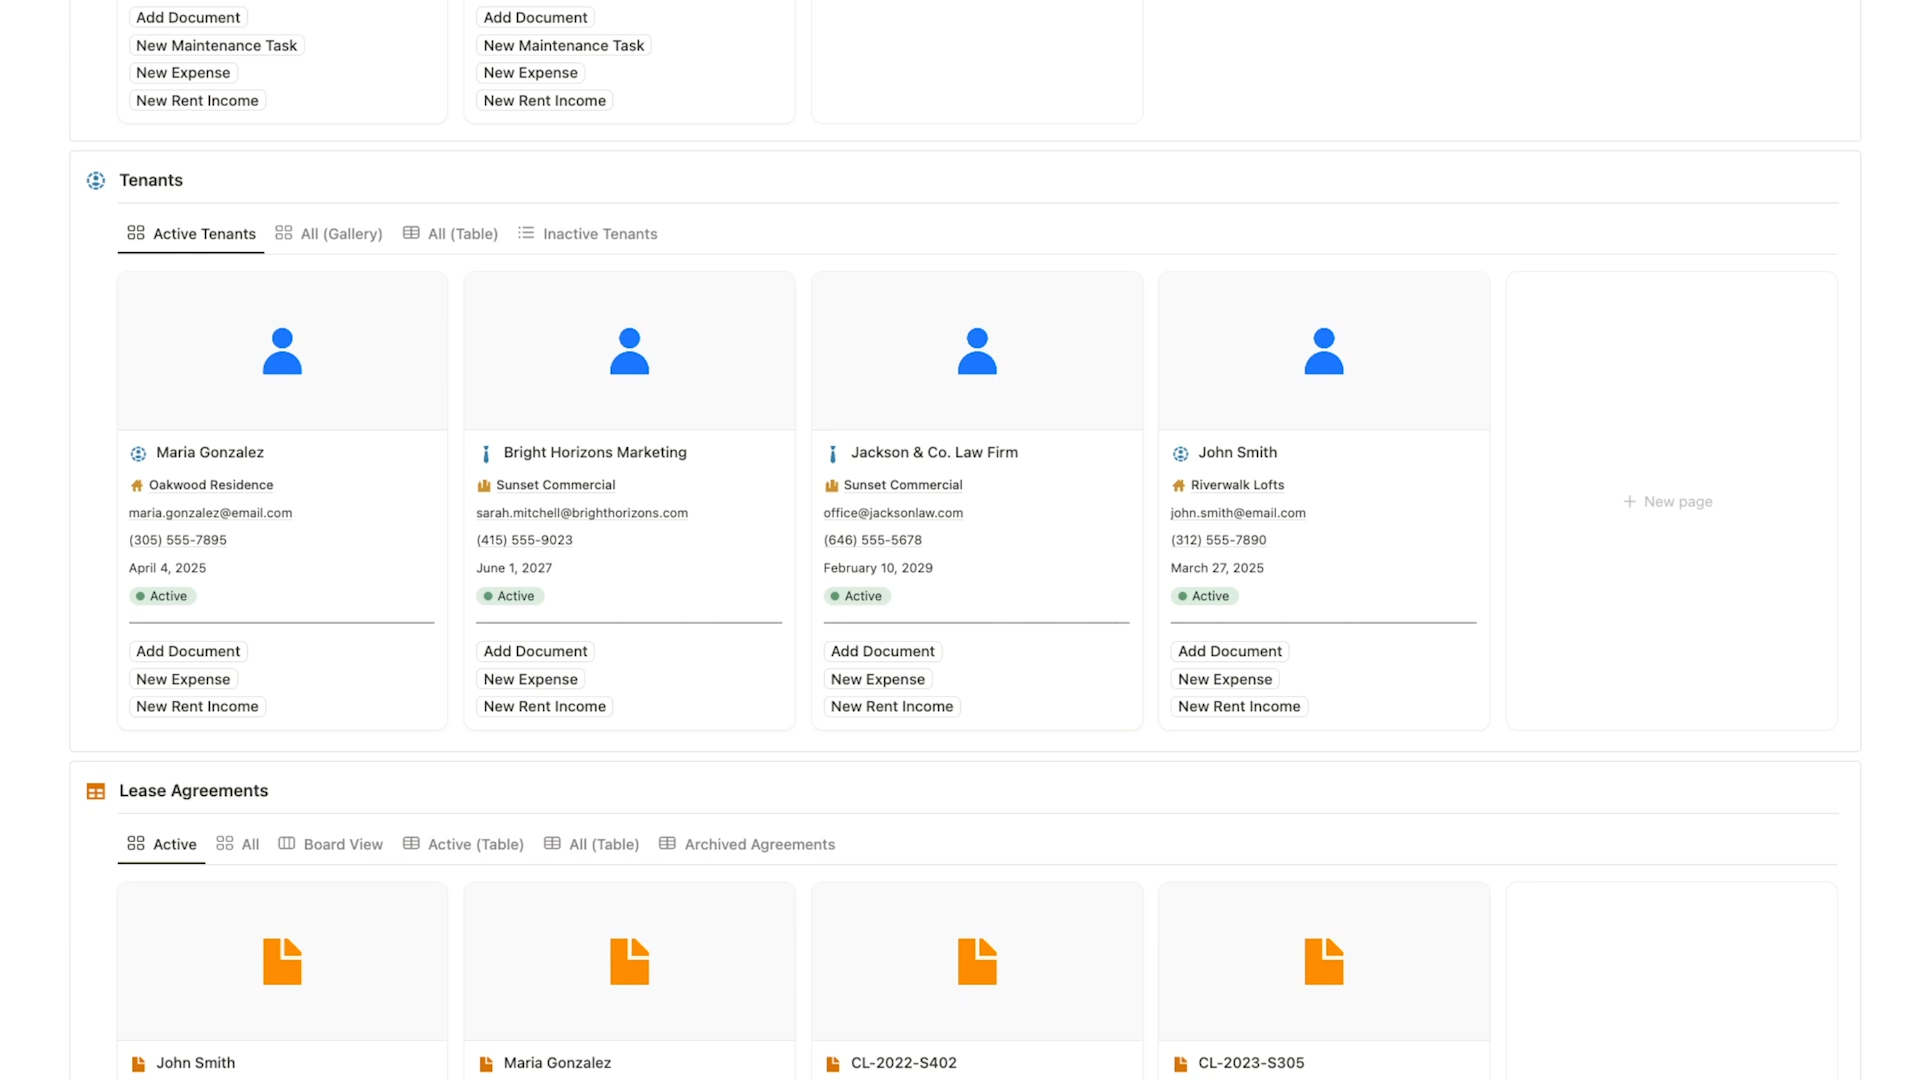 Add Document
New Maintenance Task
New Expense
New Rent Income
Add Document
New Maintenance Task
New Expense
New Rent Income
Tenants
Active Tenants All (Gallery) All (Table) Inactive Tenants
Maria Gonzalez
Oakwood Residence
maria.gonzalez@email.com
(305) 555-7895
April 4, 2025
Active
Add Document
New Expense
New Rent Income
Bright Horizons Marketing
Sunset Commercial
sarah.mitchell@brighthorizons.com
(415) 555-9023
June 1, 2027
Active
Add Document
New Expense
New Rent Income
Jackson & Co. Law Firm
Sunset Commercial
office@jacksonlaw.com
(646) 555-5678
February 10, 2029
Active
Add Document
New Expense
New Rent Income
John Smith
Riverwalk Lofts
john.smith@email.com
(312) 555-7890
March 27, 2025
Active
Add Document
New Expense
New Rent Income
+ New page
Lease Agreements
Active All Board View Active (Table) All (Table) Archived Agreements
John Smith
Maria Gonzalez
CL-2022-S402
CL-2023-S305